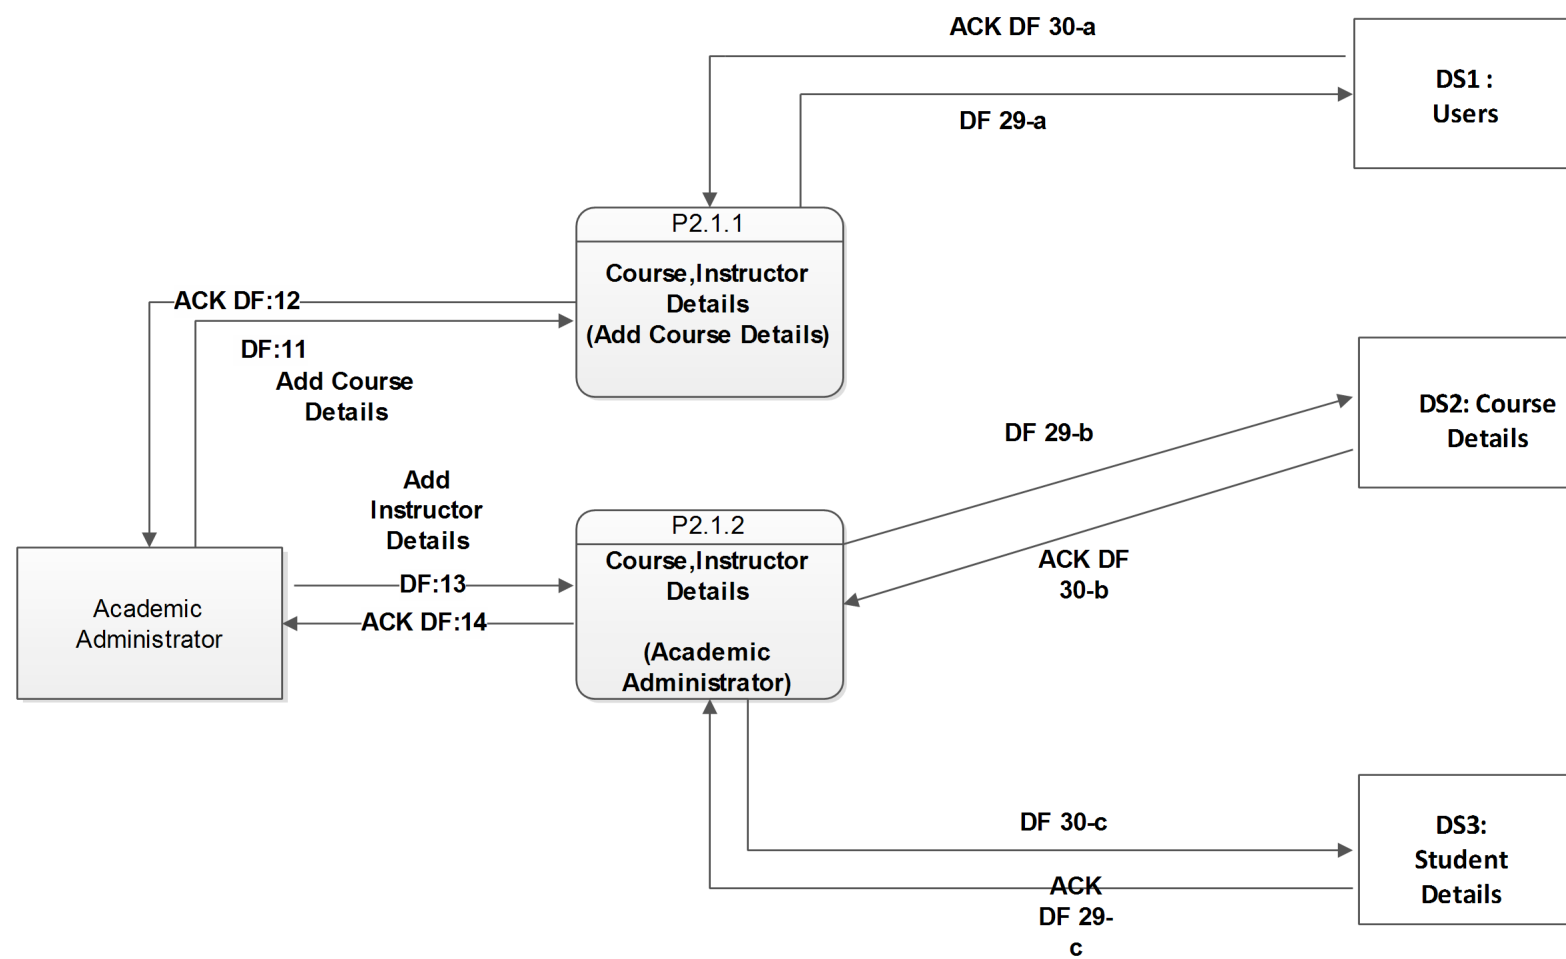 ACK DF 30-a
DS1 :
Users
DF 29-a
P2.1.1
Course,Instructor
Details
(Add Course Details)
ACK DF:12
DF:11
Add Course
Details
DS2: Course
Details
DF 29-b
Add
Instructor
Details
P2.1.2
Course,Instructor
Details
(Academic
Administrator)
ACK DF
30-b
DF:13
ACK DF:14
Academic
Administrator
DF 30-c
DS3:
Student
Details
ACK
DF 29-
c